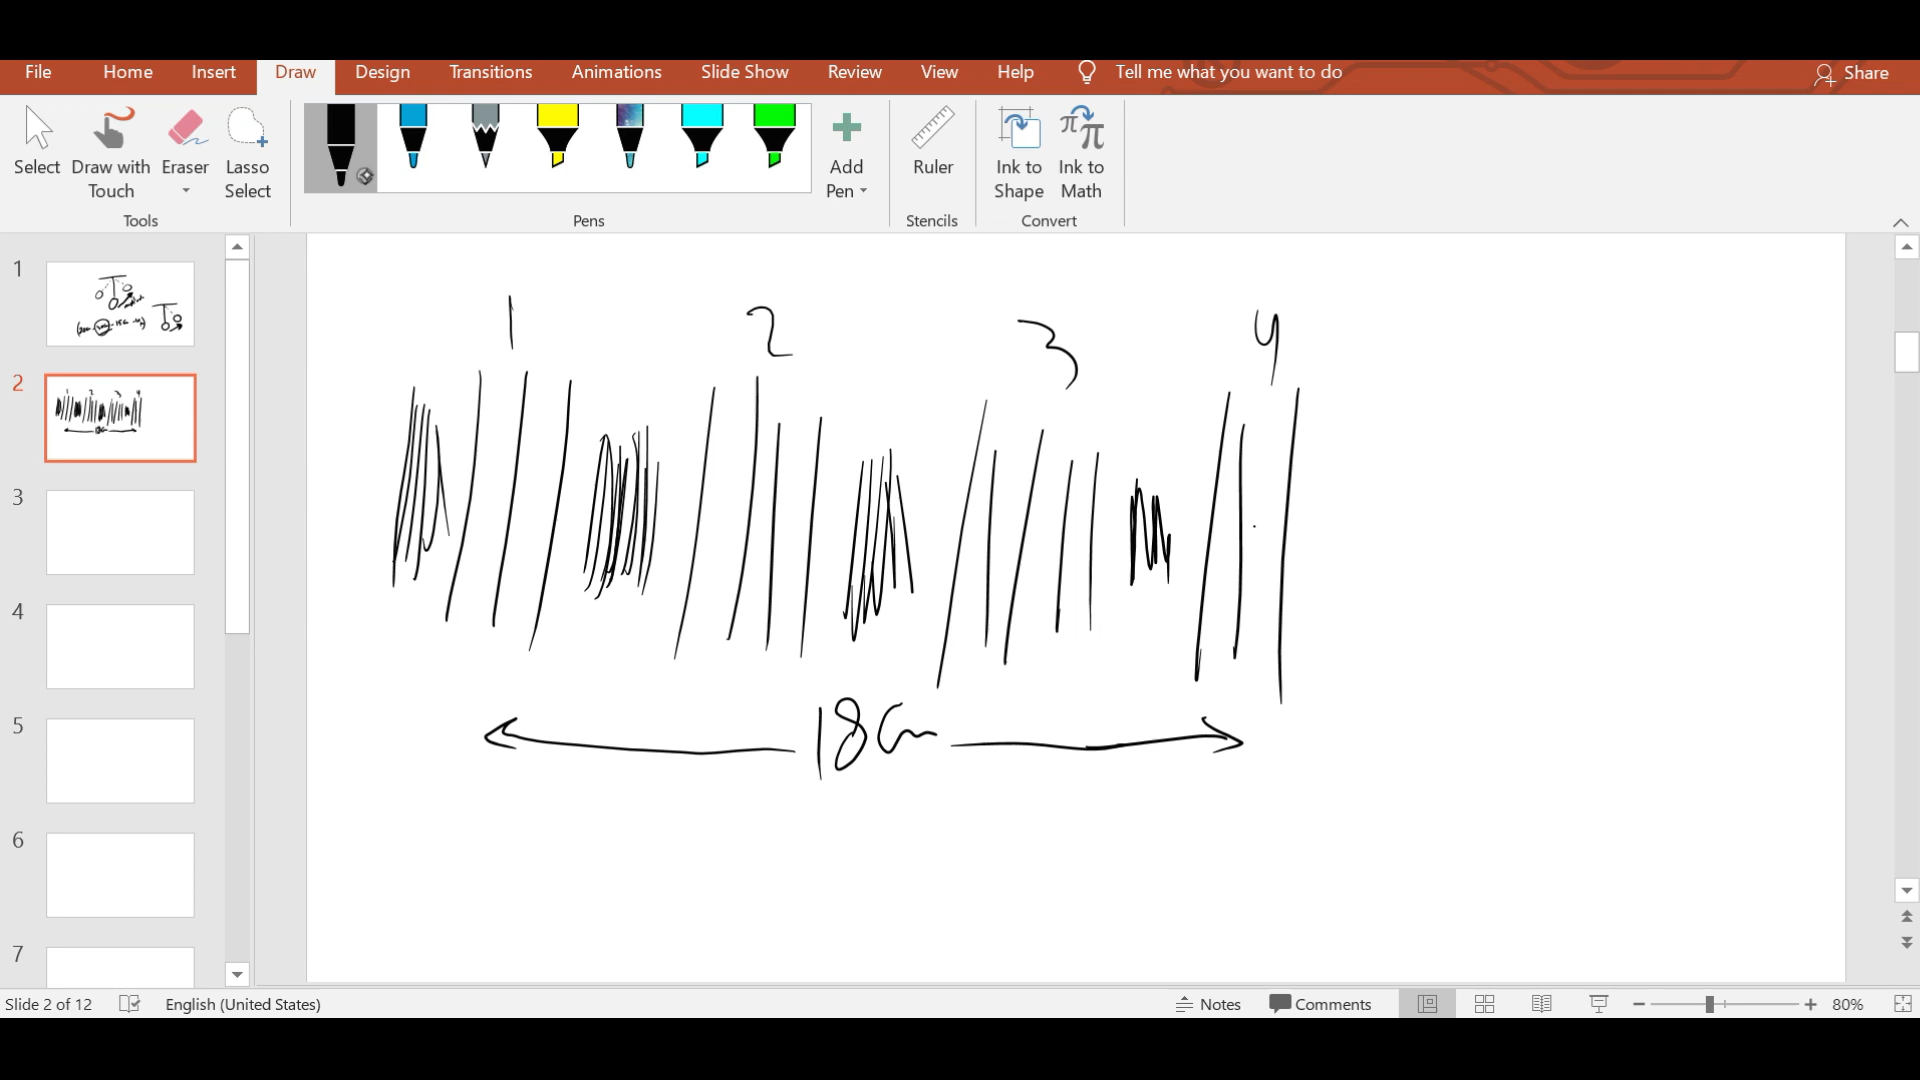 File Home Insert Draw Design Transitions Animations Slide Show Review View Help Tell me what you want to do Share
Select Draw with Touch Eraser Lasso Select Add Pen Ruler Ink to Shape Ink to Math
Tools Pens Stencils Convert
1
2
3
4
5
6
7
1 2 3 4
18 Cm
Slide 2 of 12 English (United States) Notes Comments 80%